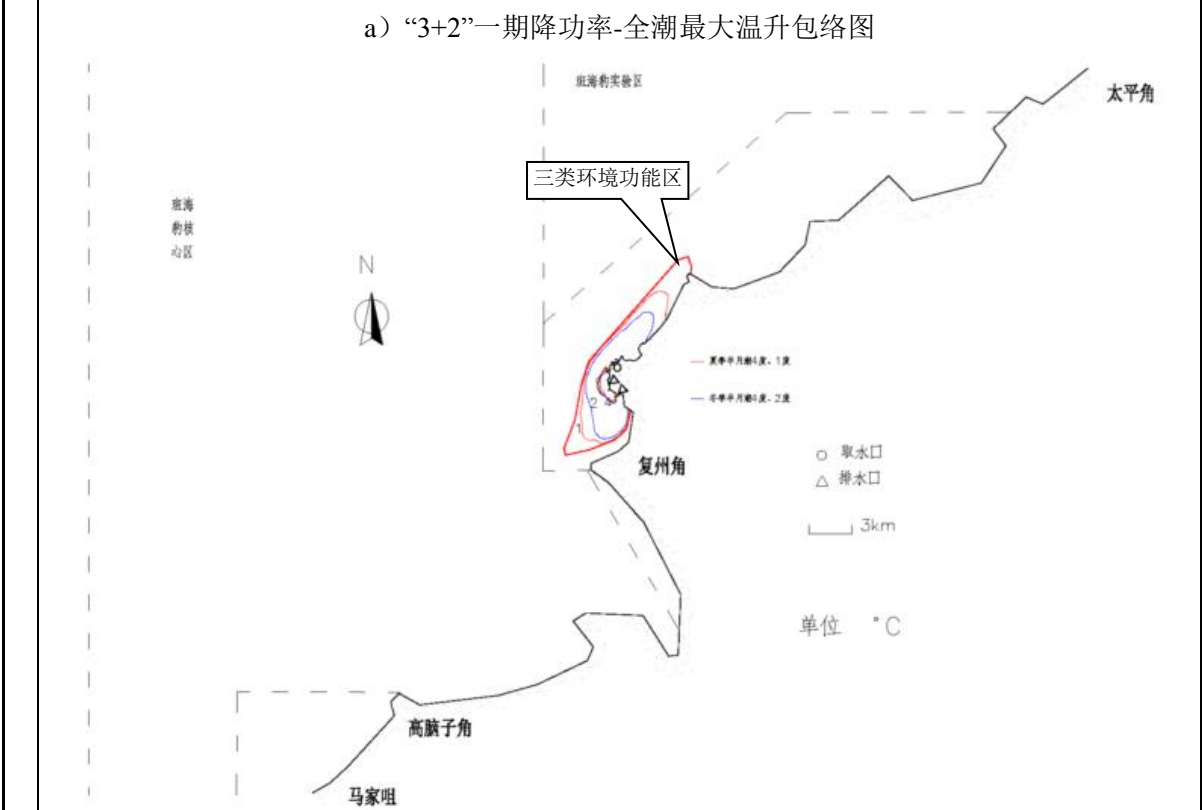 a）“3+2”一期降功率-全潮最大温升包络图
斑海豹实验区
太平角
三类环境功能区
斑海
豹核
心区
N
夏季半月潮4度、1度
2
冬季半月潮4度、2度
4
1
复州角
取水口
排水口
3km
单位 °C
高脑子角
马家咀